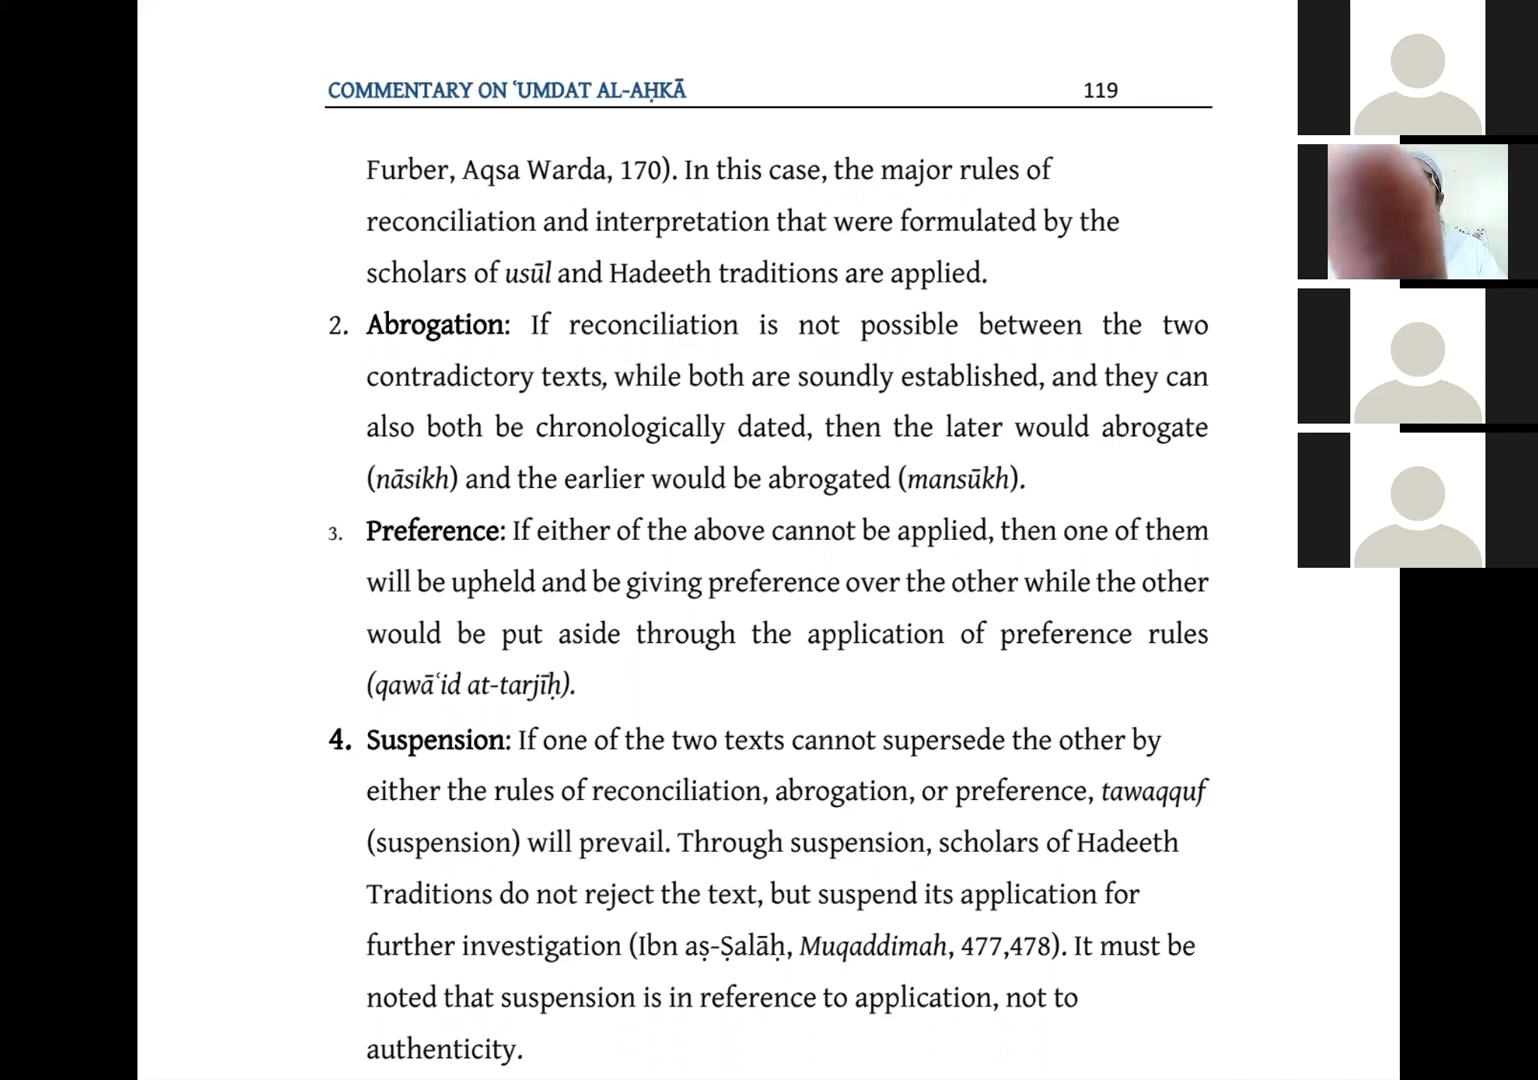 COMMENTARY ON ʿUMDAT AL-AḤKĀ 119
Furber, Aqsa Warda, 170). In this case, the major rules of
reconciliation and interpretation that were formulated by the
scholars of usūl and Hadeeth traditions are applied.
2. Abrogation: If reconciliation is not possible between the two
contradictory texts, while both are soundly established, and they can
also both be chronologically dated, then the later would abrogate
(nāsikh) and the earlier would be abrogated (mansūkh).
3. Preference: If either of the above cannot be applied, then one of them
will be upheld and be giving preference over the other while the other
would be put aside through the application of preference rules
(qawāʿid at-tarjīḥ).
4. Suspension: If one of the two texts cannot supersede the other by
either the rules of reconciliation, abrogation, or preference, tawaqquf
(suspension) will prevail. Through suspension, scholars of Hadeeth
Traditions do not reject the text, but suspend its application for
further investigation (Ibn aṣ-Ṣalāḥ, Muqaddimah, 477,478). It must be
noted that suspension is in reference to application, not to
authenticity.